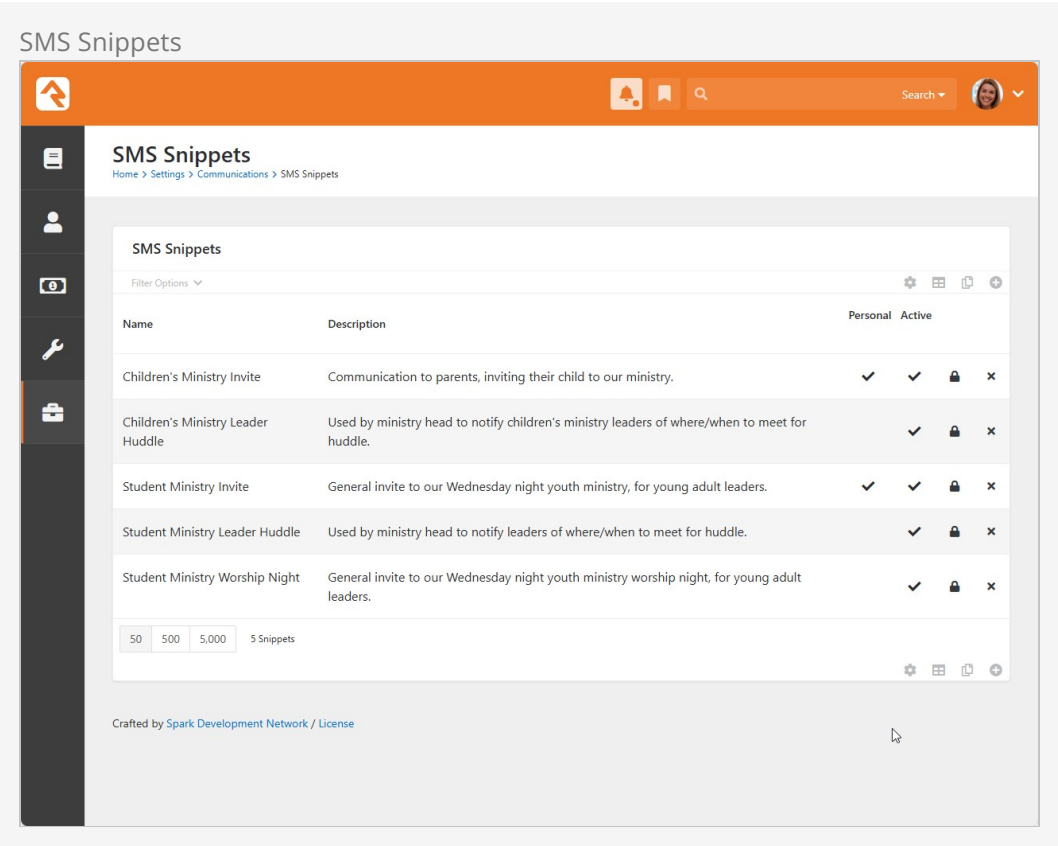 SMS Snippets
Search
SMS Snippets
Home > Settings > Communications > SMS Snippets
SMS Snippets
Filter Options
Name Description Personal Active
Children's Ministry Invite Communication to parents, inviting their child to our ministry.
Children's Ministry Leader
Huddle
Used by ministry head to notify children's ministry leaders of where/when to meet for
huddle.
Student Ministry Invite General invite to our Wednesday night youth ministry, for young adult leaders.
Student Ministry Leader Huddle Used by ministry head to notify leaders of where/when to meet for huddle.
Student Ministry Worship Night General invite to our Wednesday night youth ministry worship night, for young adult
leaders.
50 500 5,000 5 Snippets
Crafted by Spark Development Network / License